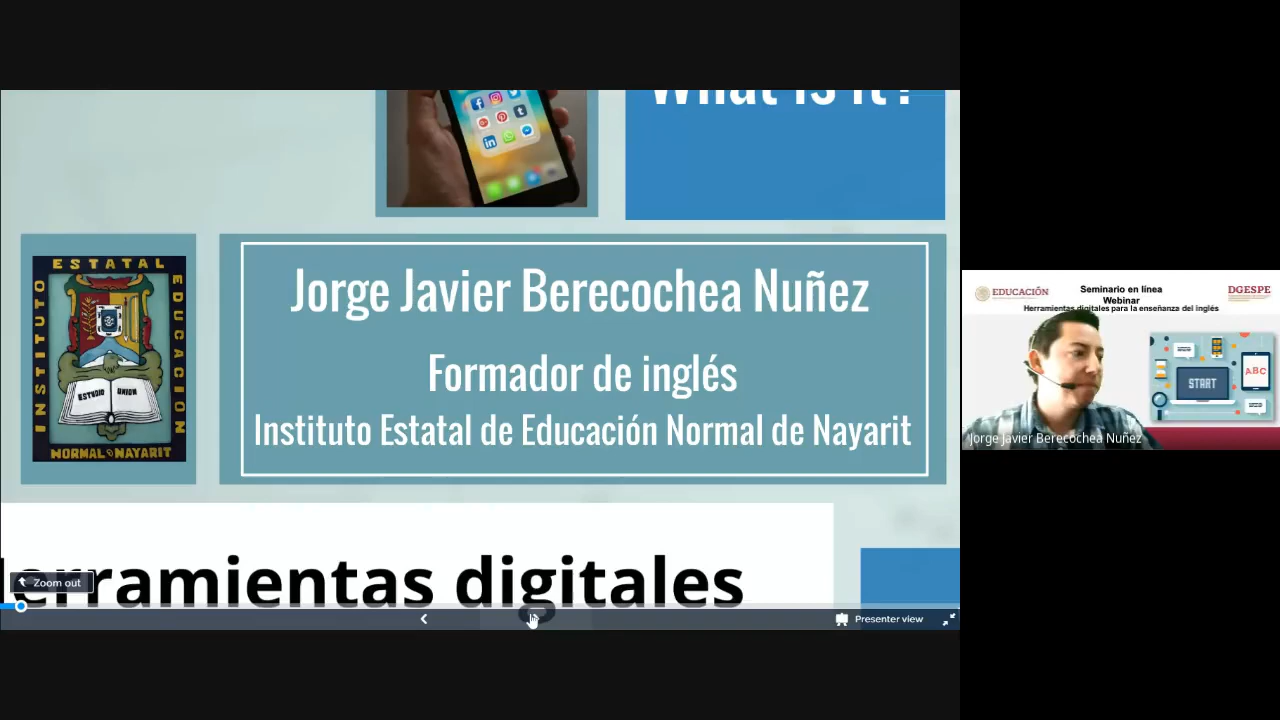 What is it?
ESTATAL
INSTITUTO
EDUCACION
ESTUDIO UNION
NORMAL NAYARIT
Jorge Javier Berecochea Nuñez
Formador de inglés
Instituto Estatal de Educación Normal de Nayarit
erramientas digitales
Zoom out
Presenter view
EDUCACIÓN
Seminario en línea
Webinar
Herramientas digitales para la enseñanza del inglés
DGESPE
START
ABC
Jorge Javier Berecochea Nuñez